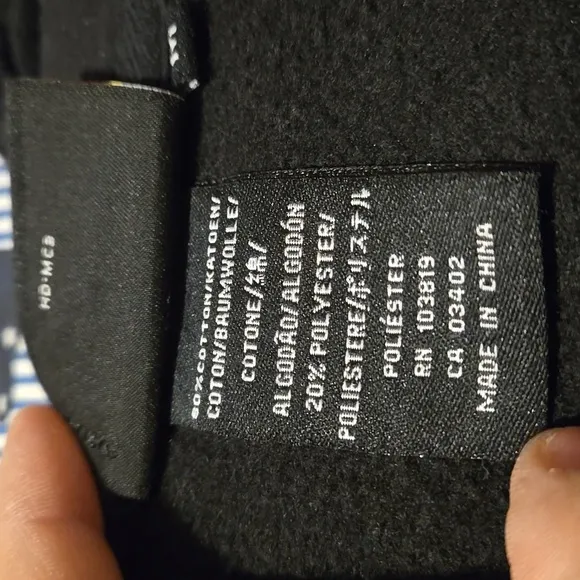 80%COTTON/KATOEN/
COTON/BAUMWOLLE/
COTONE/綿/
ALGODÃO/ALGODÓN
20% POLYESTER/
POLIESTERE/ポリエステル
POLIÉSTER
RN 103819
CA 03402
MADE IN CHINA